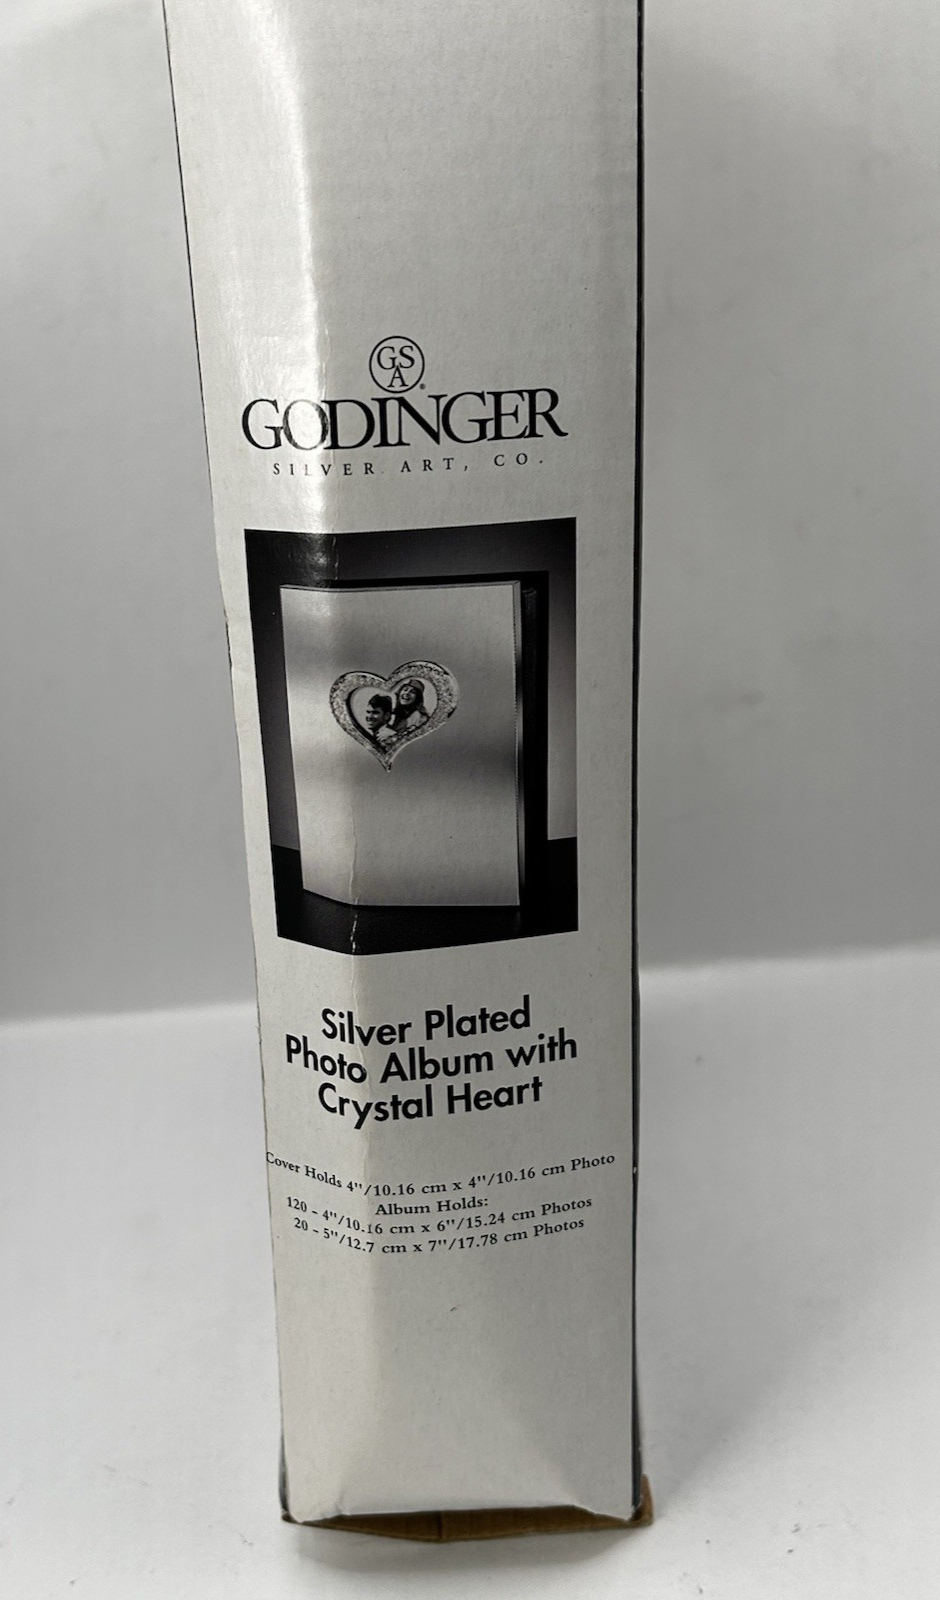 GSA®
GODINGER
SILVER ART, CO.
Silver Plated
Photo Album with
Crystal Heart
Cover Holds 4"/10.16 cm x 4"/10.16 cm Photo
Album Holds:
120 - 4"/10.16 cm x 6"/15.24 cm Photos
20 - 5"/12.7 cm x 7"/17.78 cm Photos